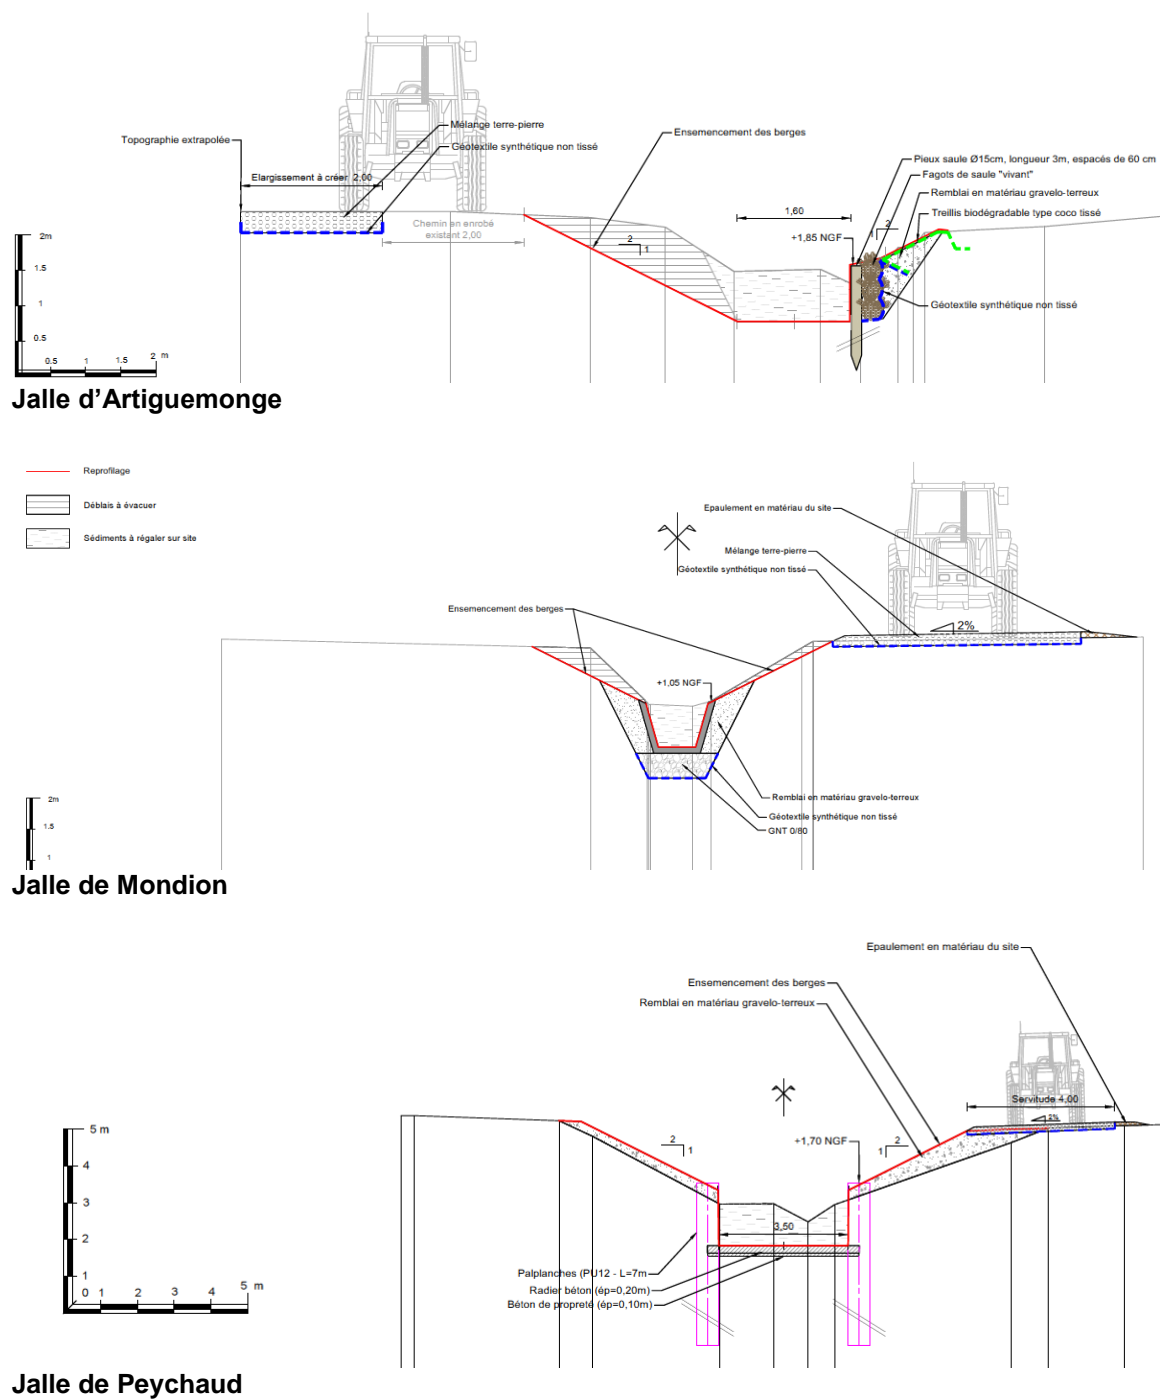 Topographie extrapolée
Mélange terre-pierre
Géotextile synthétique non tissé
Elargissement à créer 2,00
Chemin en enrobé
existant 2,00
Ensemencement des berges
2
1
1,60
+1,85 NGF
1
2
Pieux saule Ø15cm, longueur 3m, espacés de 60 cm
Fagots de saule "vivant"
Remblai en matériau gravelo-terreux
Treillis biodégradable type coco tissé
Géotextile synthétique non tissé
2m
1.5
1
0.5
0.5 1 1.5 2 m
Jalle d’Artiguemonge
Reprofilage
Déblais à évacuer
Sédiments à régaler sur site
Epaulement en matériau du site
Mélange terre-pierre
Géotextile synthétique non tissé
Ensemencement des berges
2%
+1,05 NGF
Remblai en matériau gravelo-terreux
Géotextile synthétique non tissé
GNT 0/80
2m
1.5
1
Jalle de Mondion
Epaulement en matériau du site
Ensemencement des berges
Remblai en matériau gravelo-terreux
Servitude 4,00
2%
2
1
+1,70 NGF
1
2
3,50
Palplanches (PU12 - L=7m
Radier béton (ép=0,20m)
Béton de propreté (ép=0,10m)
5 m
4
3
2
1
0 1 2 3 4 5 m
Jalle de Peychaud